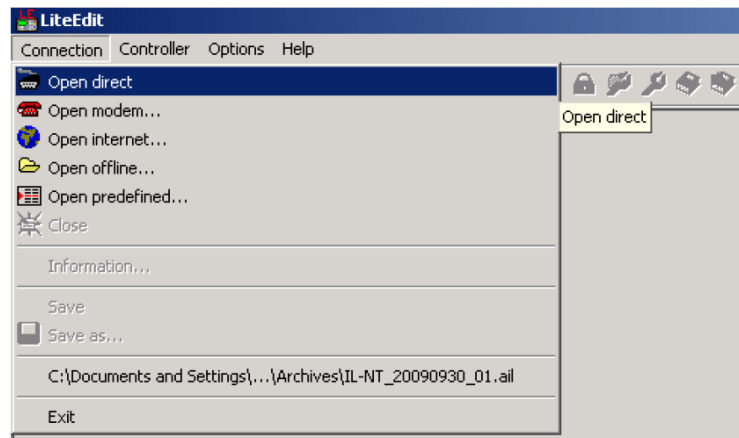 LiteEdit
Connection Controller Options Help
Open direct
Open modem...
Open direct
Open internet...
Open offline...
Open predefined...
Close
Information...
Save
Save as...
C:\Documents and Settings\...\Archives\IL-NT_20090930_01.ail
Exit